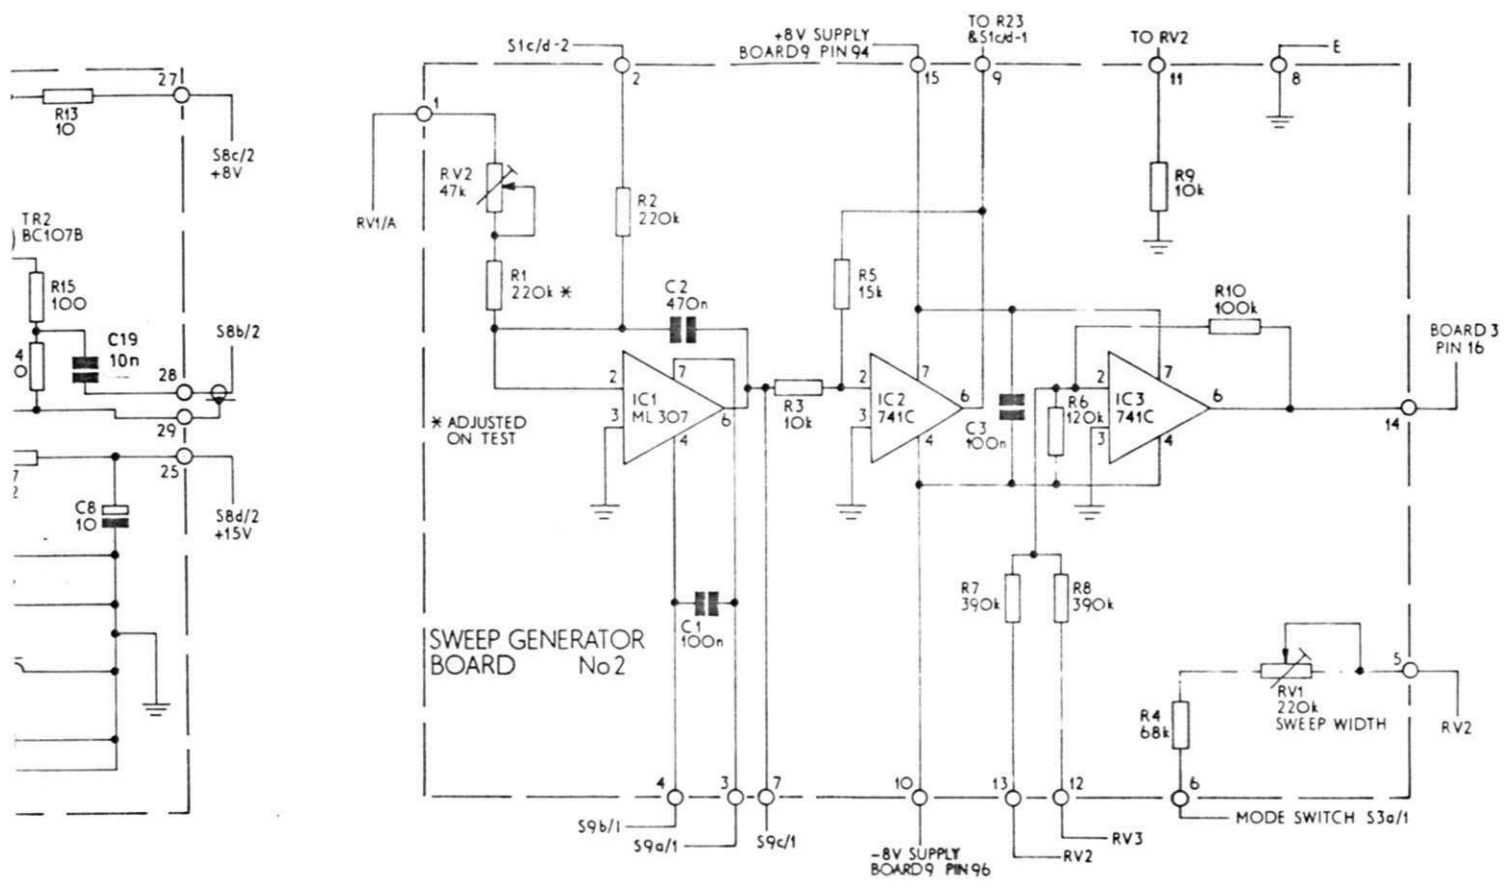 27
R13
10
S8c/2
+8V
TR2
BC107B
R15
100
C19
10n
S8b/2
4
0
28
29
25
7
2
C8
10
S8d/2
+15V
S1c/d-2
2
+8V SUPPLY
BOARD9 PIN94
15
TO R23
&S1c/d-1
9
TO RV2
11
E
8
1
RV1/A
RV2
47k
R1
220k *
R2
220k
C2
470n
R5
15k
R9
10k
R10
100k
BOARD 3
PIN 16
14
* ADJUSTED
ON TEST
2
3
IC1
ML307
7
4
6
R3
10k
2
3
IC2
741C
7
4
6
C3
100n
R6
120k
2
3
IC3
741C
7
4
6
R7
390k
R8
390k
C1
100n
SWEEP GENERATOR
BOARD No2
R4
68k
RV1
220k
SWEEP WIDTH
5
RV2
4
3
7
10
13
12
6
S9b/1
S9a/1
S9c/1
-8V SUPPLY
BOARD9 PIN96
RV2
RV3
MODE SWITCH S3a/1